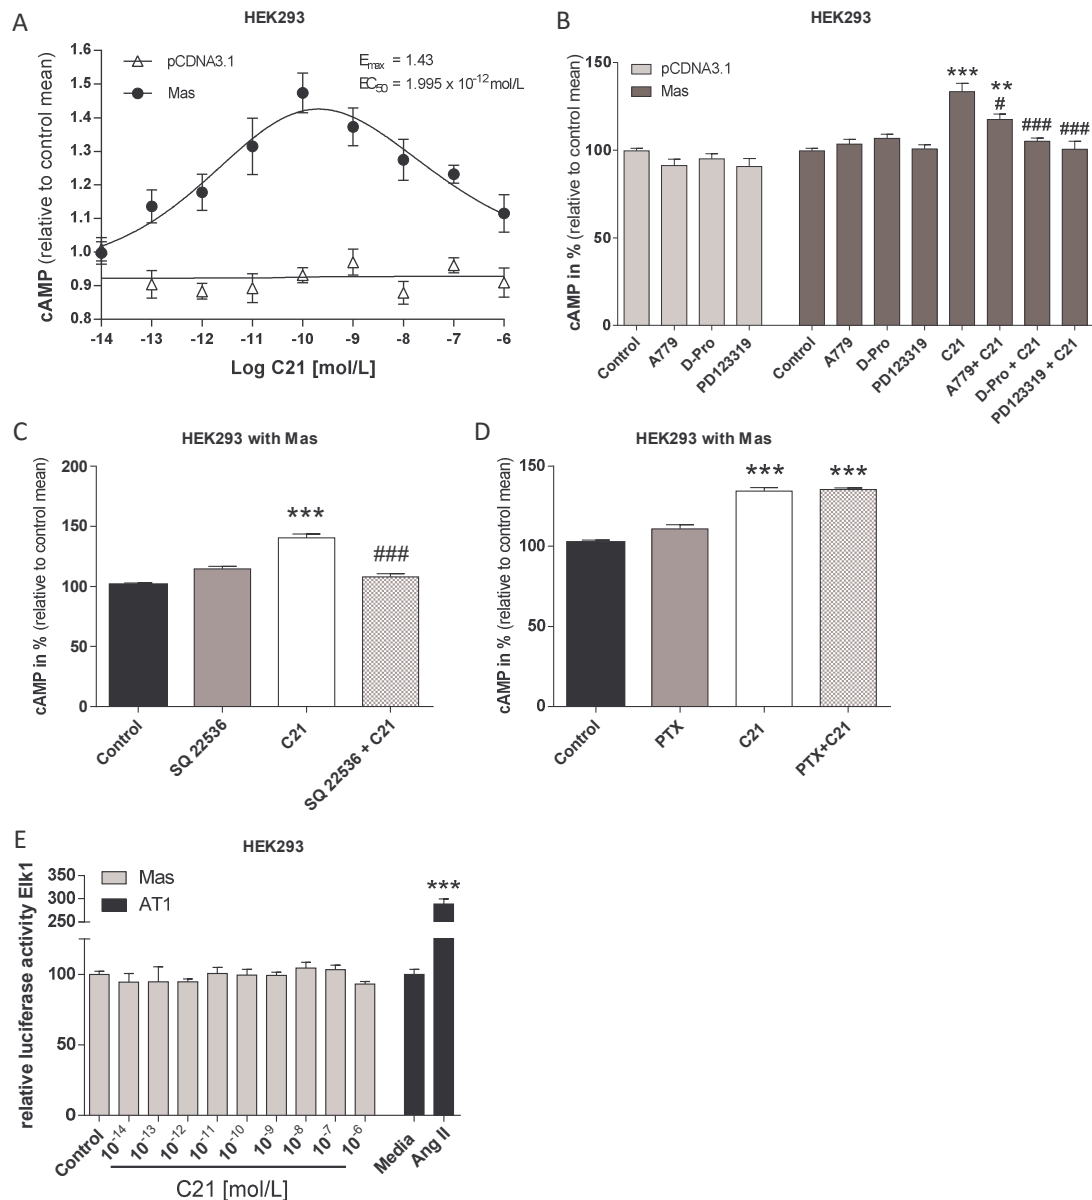 A
HEK293
cAMP (relative to control mean)
1.6
1.5
1.4
1.3
1.2
1.1
1.0
0.9
0.8
pCDNA3.1
Mas
Emax = 1.43
EC50 = 1.995 x 10-12mol/L
-14 -13 -12 -11 -10 -9 -8 -7 -6
Log C21 [mol/L]
B
HEK293
cAMP in % (relative to control mean)
150
100
50
0
pCDNA3.1
Mas
***
**
#
###
###
Control A779 D-Pro PD123319 Control A779 D-Pro PD123319 C21 A779+ C21 D-Pro + C21 PD123319 + C21
C
HEK293 with Mas
cAMP in % (relative to control mean)
200
150
100
50
0
***
###
Control SQ 22536 C21 SQ 22536 + C21
D
HEK293 with Mas
cAMP in % (relative to control mean)
150
100
50
0
***
***
Control PTX C21 PTX+C21
E
HEK293
relative luciferase activity Elk1
350
300
250
100
50
0
Mas
AT1
***
Control 10-14 10-13 10-12 10-11 10-10 10-9 10-8 10-7 10-6 Media Ang II
C21 [mol/L]